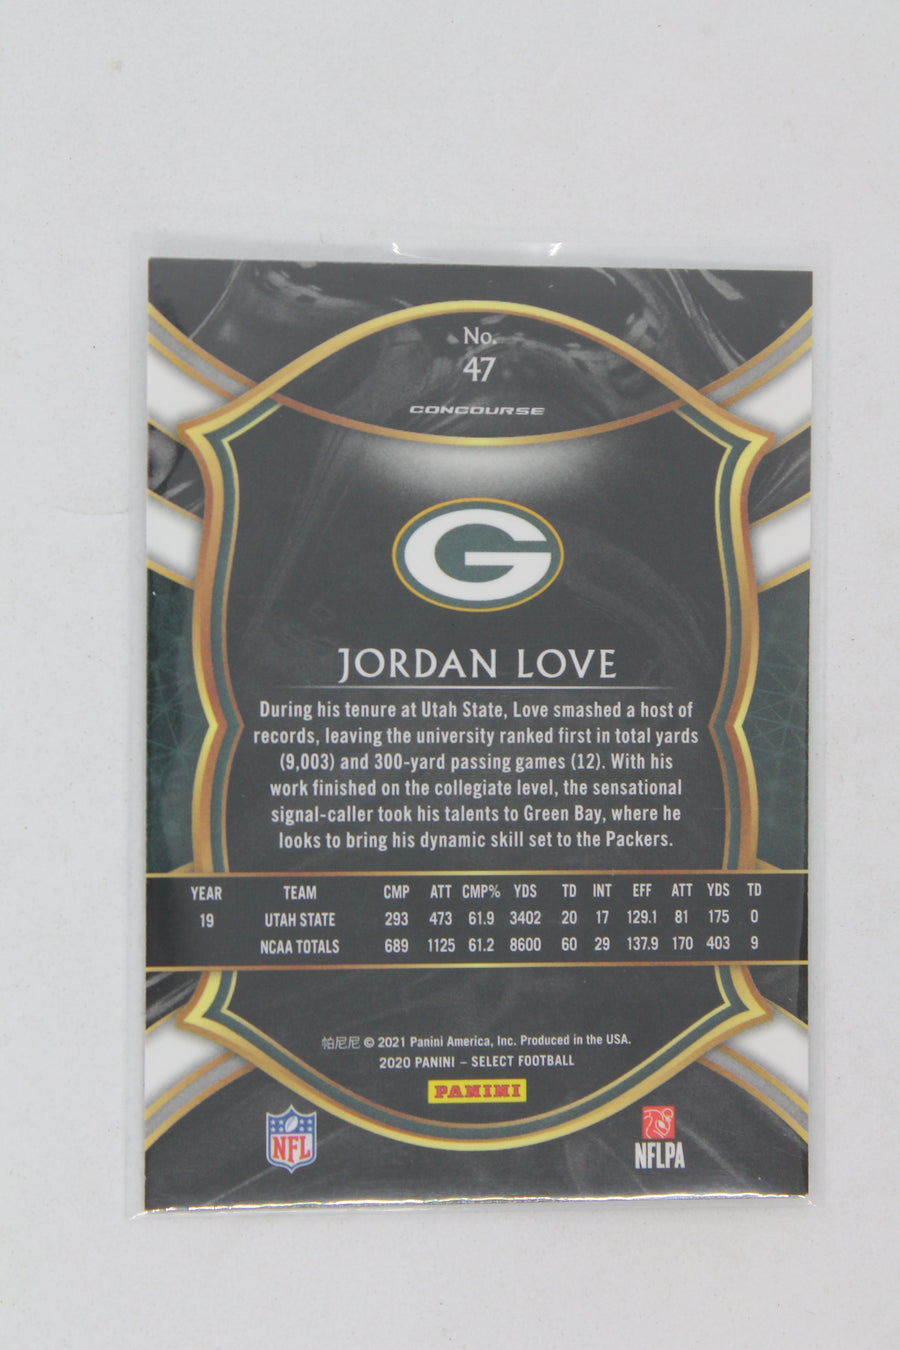 No.
47
CONCOURSE
G
JORDAN LOVE
During his tenure at Utah State, Love smashed a host of
records, leaving the university ranked first in total yards
(9,003) and 300-yard passing games (12). With his
work finished on the collegiate level, the sensational
signal-caller took his talents to Green Bay, where he
looks to bring his dynamic skill set to the Packers.
YEAR TEAM CMP ATT CMP% YDS TD INT EFF ATT YDS TD
19 UTAH STATE 293 473 61.9 3402 20 17 129.1 81 175 0
NCAA TOTALS 689 1125 61.2 8600 60 29 137.9 170 403 9
帕尼尼 © 2021 Panini America, Inc. Produced in the USA.
2020 PANINI – SELECT FOOTBALL
PANINI
NFL NFLPA